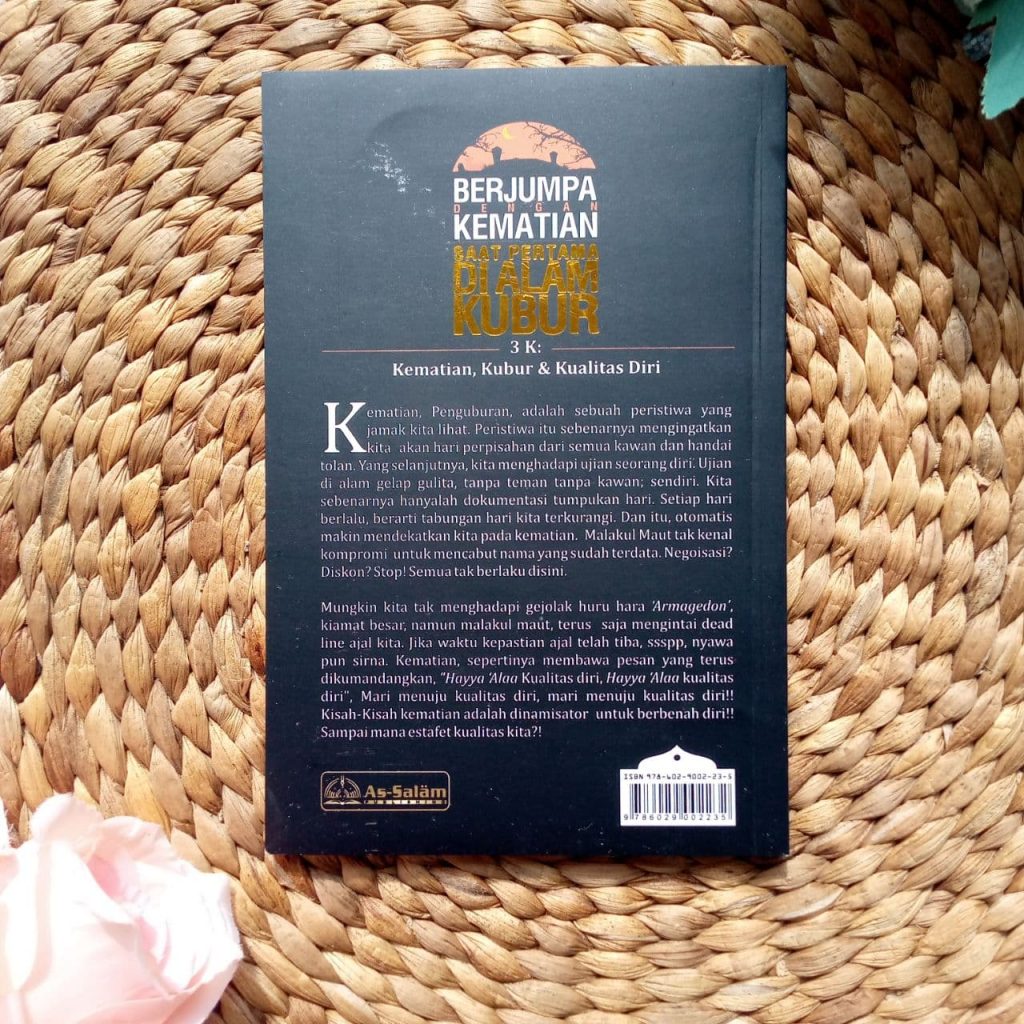 BERJUMPA
DENGAN
KEMATIAN
SAAT PERTAMA
DI ALAM
KUBUR
3 K:
Kematian, Kubur & Kualitas Diri
Kematian, Penguburan, adalah sebuah peristiwa yang
jamak kita lihat. Peristiwa itu sebenarnya mengingatkan
kita akan hari perpisahan dari semua kawan dan handai
tolan. Yang selanjutnya, kita menghadapi ujian seorang diri. Ujian
di alam gelap gulita, tanpa teman tanpa kawan; sendiri. Kita
sebenarnya hanyalah dokumentasi tumpukan hari. Setiap hari
berlalu, berarti tabungan hari kita terkurangi. Dan itu, otomatis
makin mendekatkan kita pada kematian. Malakul Maut tak kenal
kompromi untuk mencabut nama yang sudah terdata. Negoisasi?
Diskon? Stop! Semua tak berlaku disini.
Mungkin kita tak menghadapi gejolak huru hara 'Armagedon',
kiamat besar, namun malakul maut, terus saja mengintai dead
line ajal kita. Jika waktu kepastian ajal telah tiba, ssspp, nyawa
pun sirna. Kematian, sepertinya membawa pesan yang terus
dikumandangkan, "Hayya 'Alaa Kualitas diri, Hayya 'Alaa kualitas
diri", Mari menuju kualitas diri, mari menuju kualitas diri!!
Kisah-Kisah kematian adalah dinamisator untuk berbenah diri!!
Sampai mana estafet kualitas kita?!
As-Salām
PUBLISHING
ISBN 978-602-9002-23-5
9 786029 002235